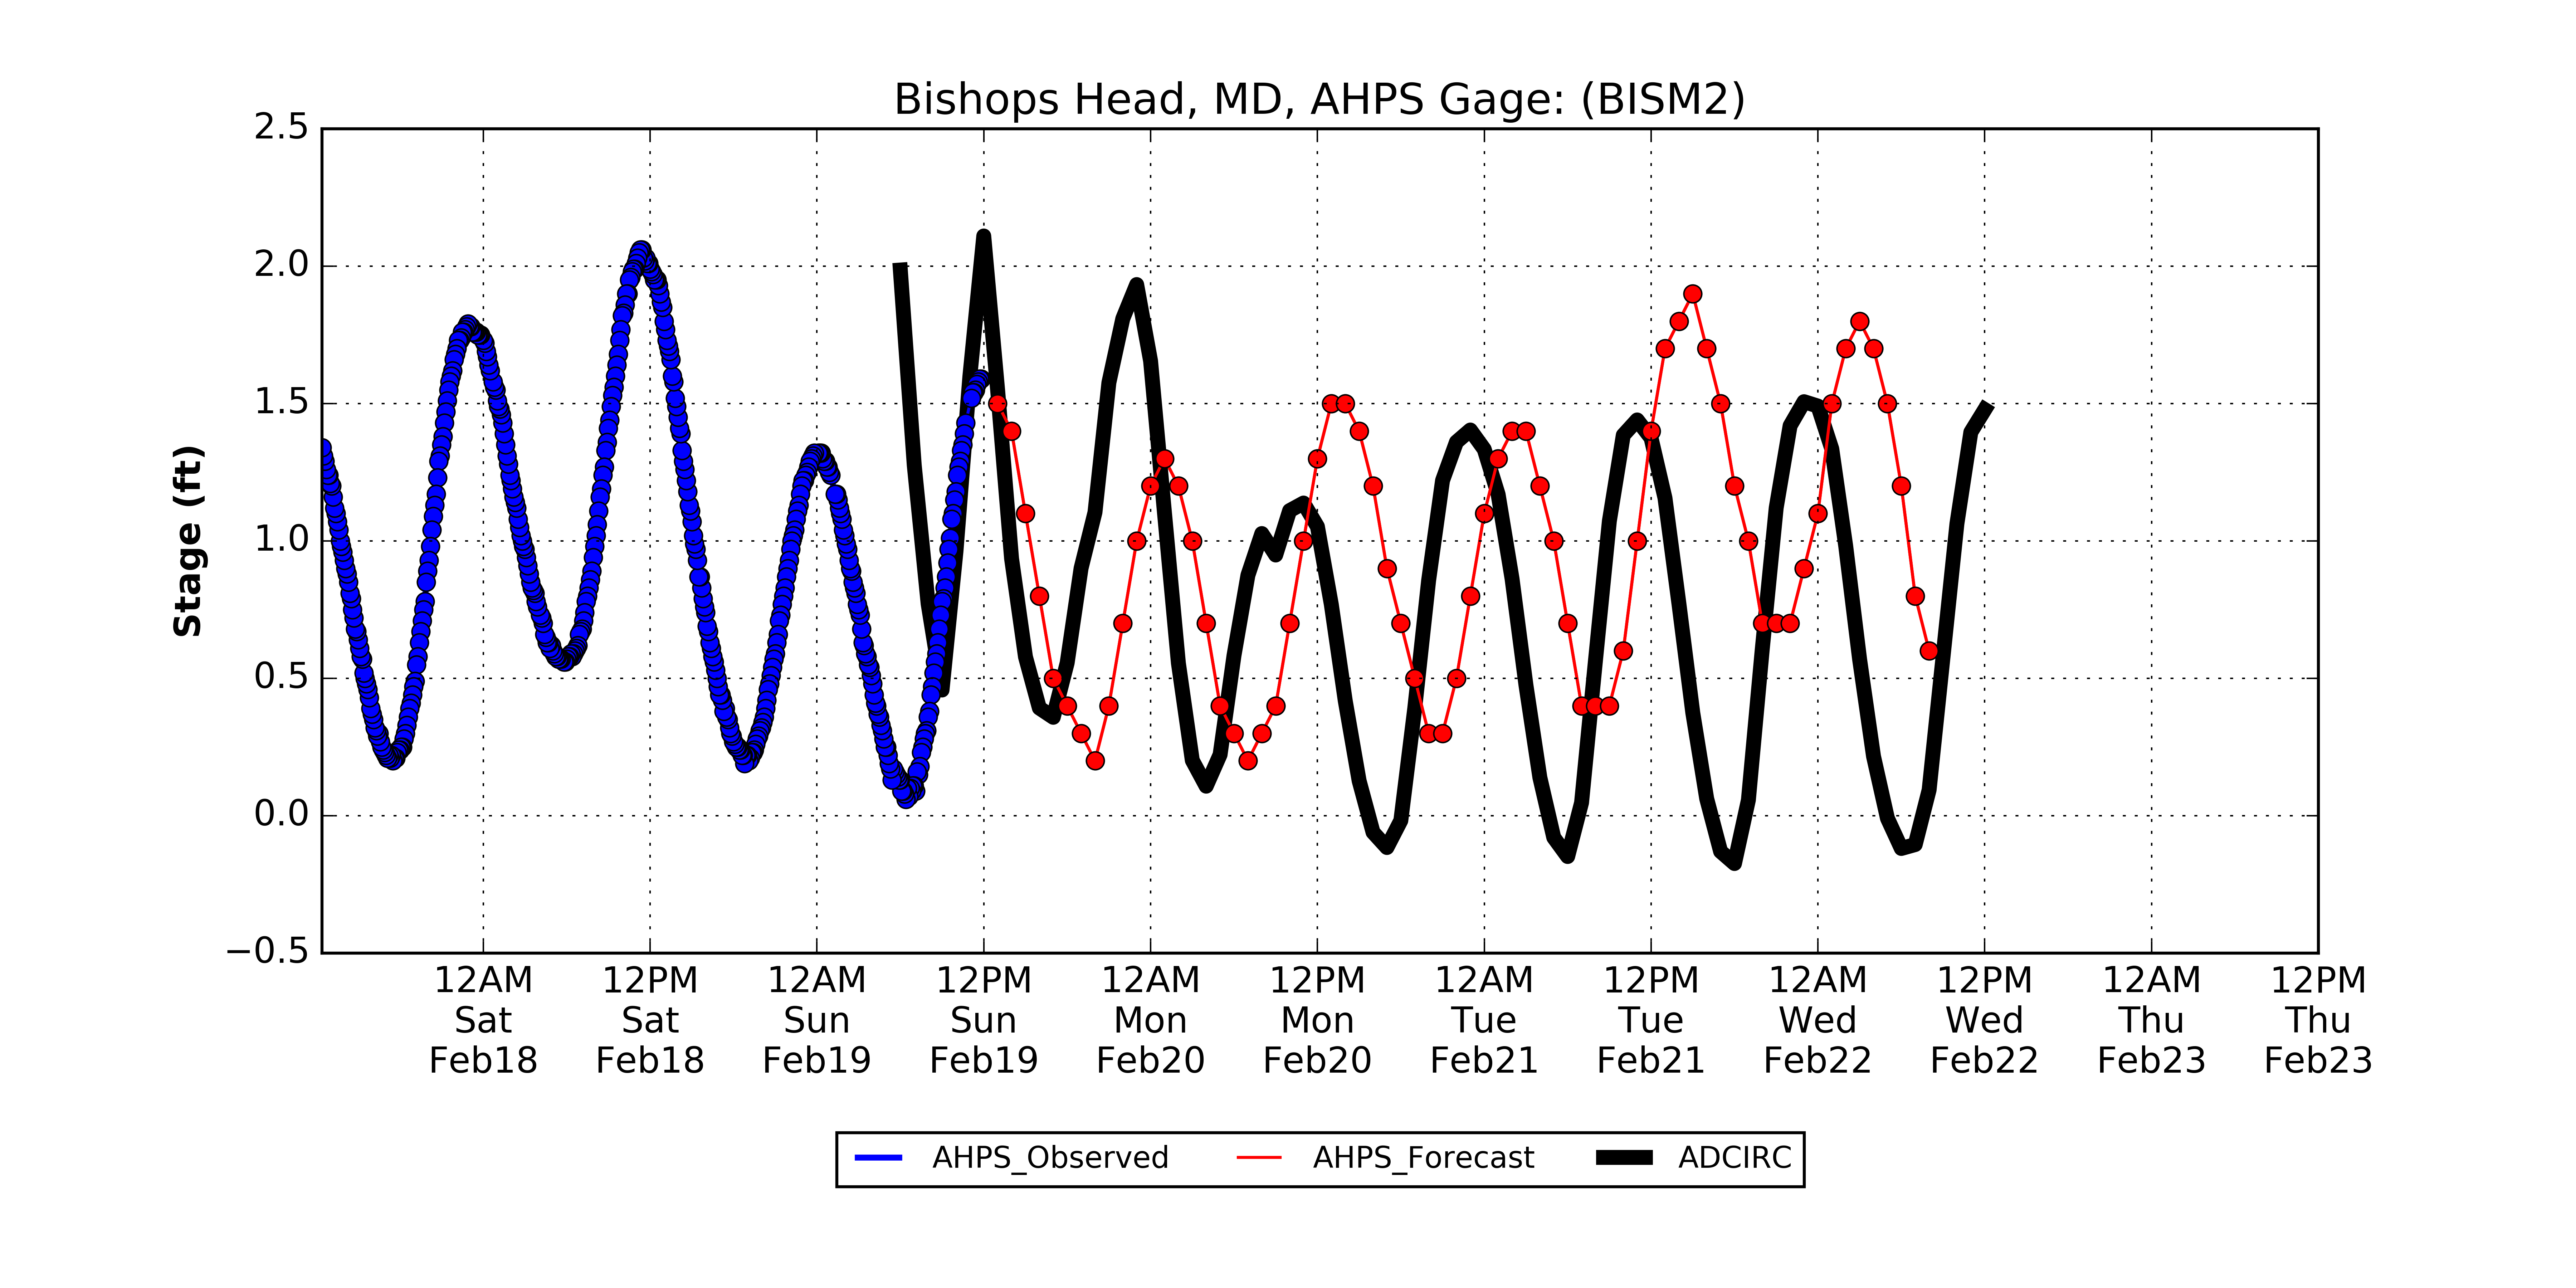 Bishops Head, MD, AHPS Gage: (BISM2)
2.5
2.0
1.5
1.0
0.5
0.0
−0.5
Stage (ft)
12AM 12PM 12AM 12PM 12AM 12PM 12AM 12PM 12AM 12PM 12AM 12PM
Sat Sat Sun Sun Mon Mon Tue Tue Wed Wed Thu Thu
Feb18 Feb18 Feb19 Feb19 Feb20 Feb20 Feb21 Feb21 Feb22 Feb22 Feb23 Feb23
AHPS_Observed AHPS_Forecast ADCIRC